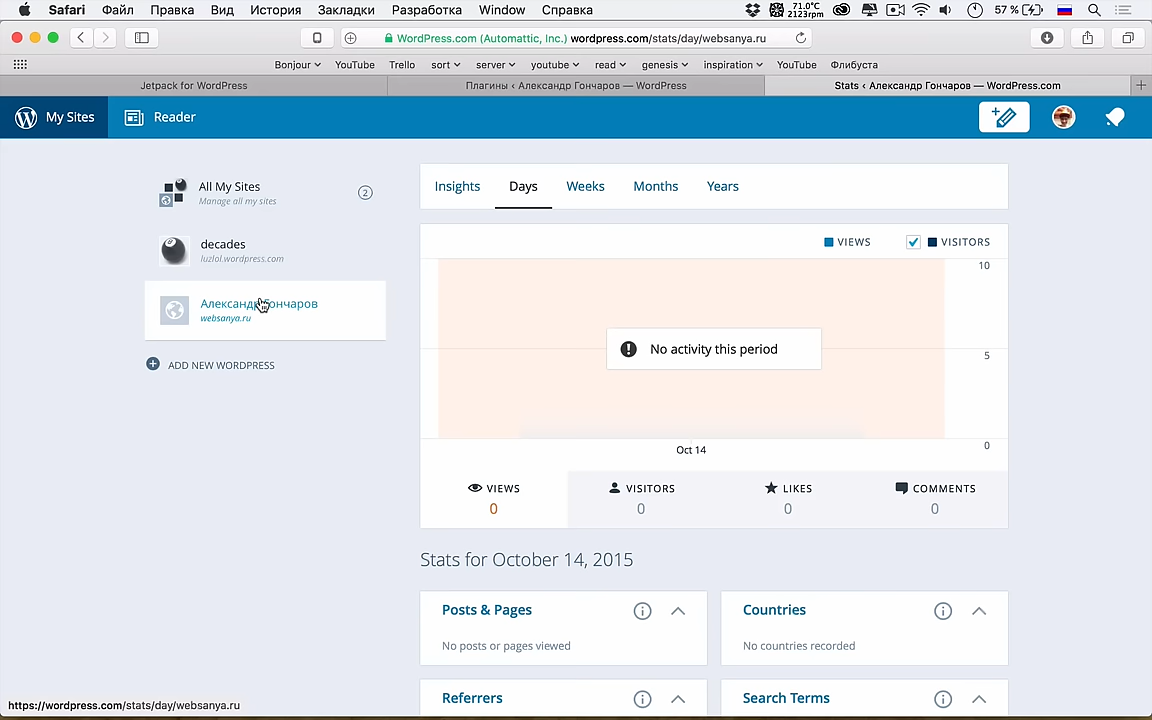 Safari Файл Правка Вид История Закладки Разработка Window Справка 71.0°C 2123rpm 57 %
WordPress.com (Automattic, Inc.) wordpress.com/stats/day/websanya.ru
Bonjour YouTube Trello sort server youtube read genesis inspiration YouTube Флибуста
Jetpack for WordPress Плагины ‹ Александр Гончаров — WordPress Stats ‹ Александр Гончаров — WordPress.com
My Sites Reader
All My Sites
Manage all my sites
2
decades
luzlol.wordpress.com
Александр Гончаров
websanya.ru
ADD NEW WORDPRESS
Insights Days Weeks Months Years
VIEWS VISITORS
10
No activity this period
5
0
Oct 14
VIEWS VISITORS LIKES COMMENTS
0 0 0 0
Stats for October 14, 2015
Posts & Pages Countries
No posts or pages viewed No countries recorded
Referrers Search Terms
https://wordpress.com/stats/day/websanya.ru